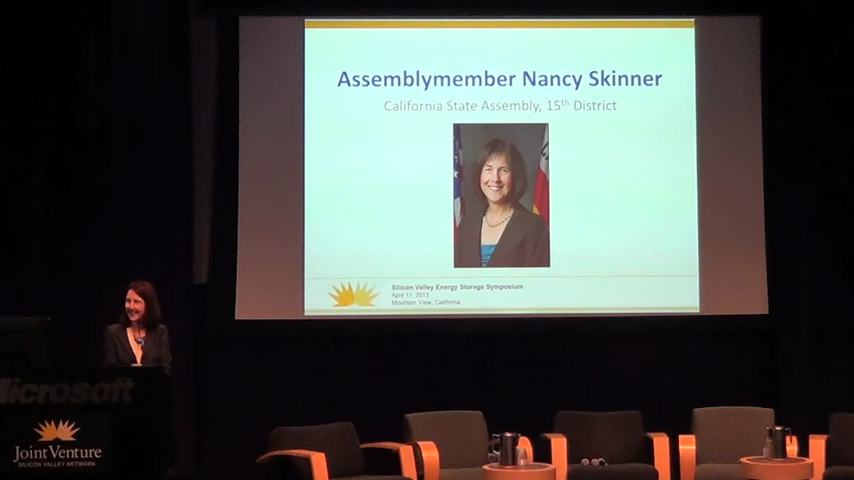 Assemblymember Nancy Skinner
California State Assembly, 15th District
Silicon Valley Energy Storage Symposium
April 11, 2013
Mountain View, California
Microsoft
Joint Venture
SILICON VALLEY NETWORK